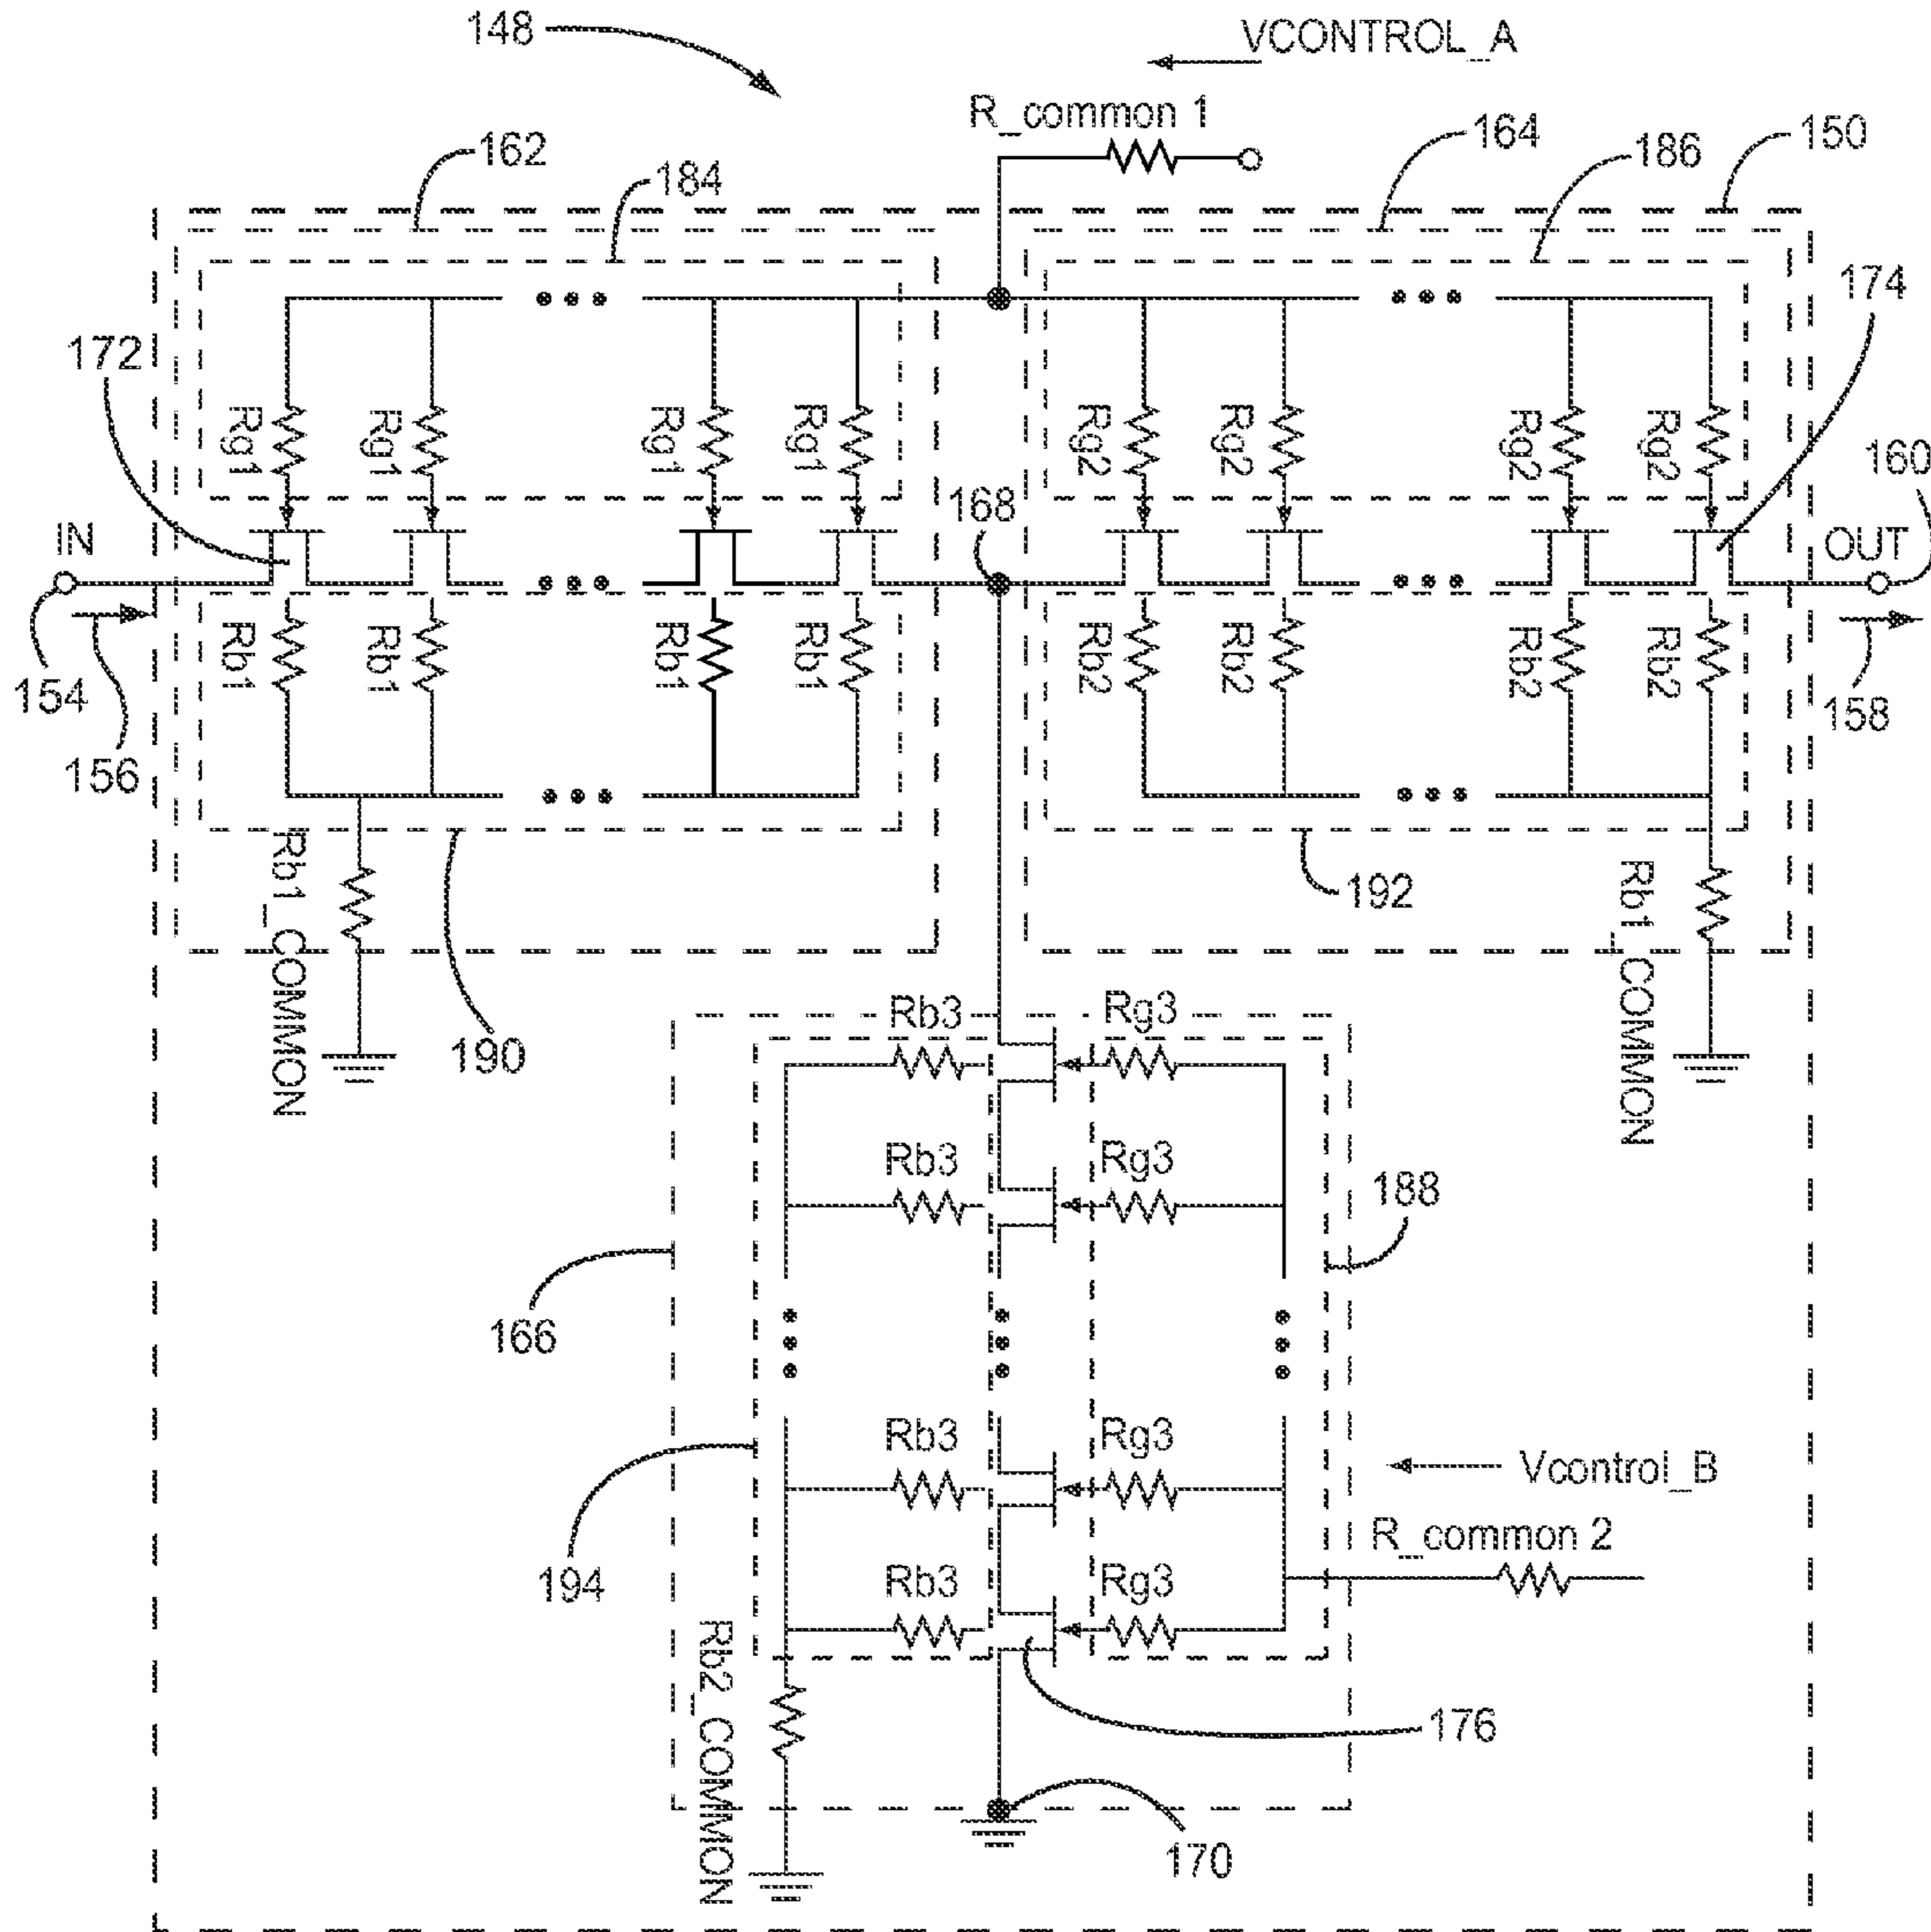 148
VCONTROL_A
R_common 1
162
184
164
186
150
172
174
Rg1
Rg1
Rg1
Rg1
Rg2
Rg2
Rg2
Rg2
168
160
IN
OUT
Rb1
Rb1
Rb1
Rb1
Rb2
Rb2
Rb2
Rb2
154
156
158
Rb1_COMMON
190
192
Rb1_COMMON
Rb3
Rg3
Rb3
Rg3
188
166
Rb3
Rg3
Vcontrol_B
R_common 2
194
Rb3
Rg3
Rb2_COMMON
176
170